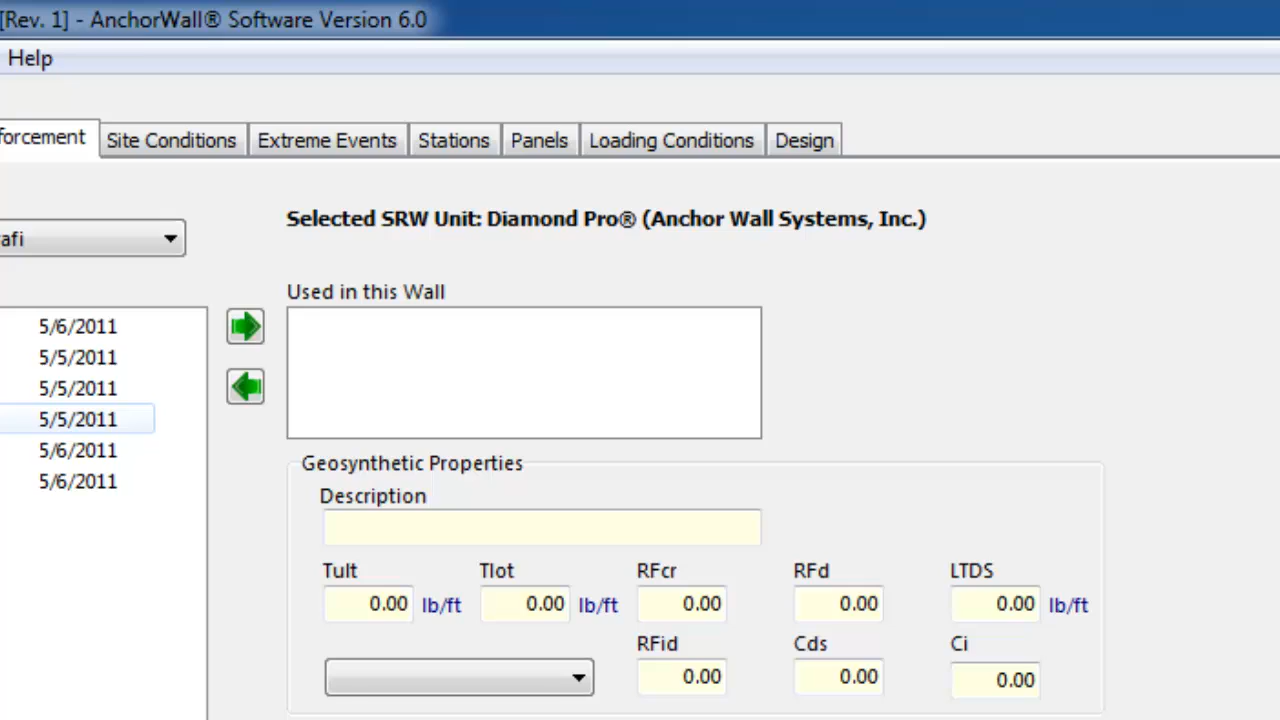 [Rev. 1] - AnchorWall® Software Version 6.0
Help
forcement Site Conditions Extreme Events Stations Panels Loading Conditions Design
Selected SRW Unit: Diamond Pro® (Anchor Wall Systems, Inc.)
afi
Used in this Wall
5/6/2011
5/5/2011
5/5/2011
5/5/2011
5/6/2011
5/6/2011
Geosynthetic Properties
Description
Tult Tlot RFcr RFd LTDS
0.00 lb/ft 0.00 lb/ft 0.00 0.00 0.00 lb/ft
RFid Cds Ci
0.00 0.00 0.00